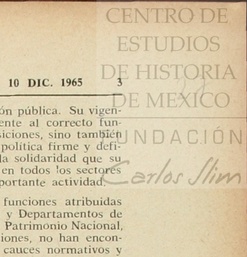 CENTRO DE
ESTUDIOS
DE HISTORIA
DE MEXICO
FUNDACIÓN
Carlos Slim
10 DIC. 1965 3
ón pública. Su vigen-
ente al correcto fun-
siciones, sino también
política firme y defi-
la solidaridad que su
en todos los sectores
portante actividad.
funciones atribuidas
y Departamentos de
Patrimonio Nacional,
iones, no han encon-
cauces normativos y